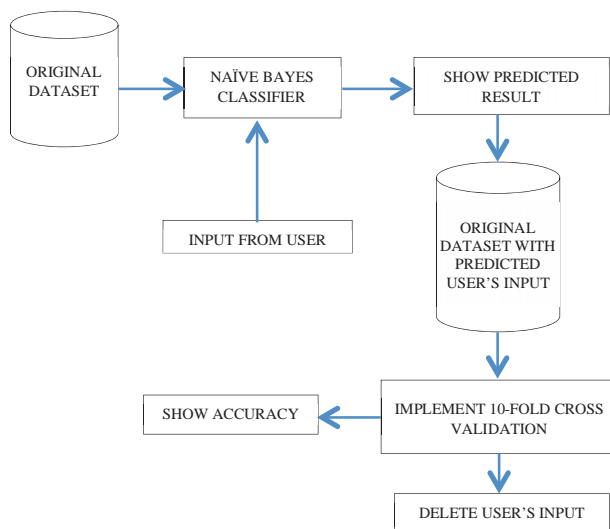 ORIGINAL
DATASET
NAÏVE BAYES
CLASSIFIER
SHOW PREDICTED
RESULT
INPUT FROM USER
ORIGINAL
DATASET WITH
PREDICTED
USER'S INPUT
SHOW ACCURACY
IMPLEMENT 10-FOLD CROSS
VALIDATION
DELETE USER'S INPUT